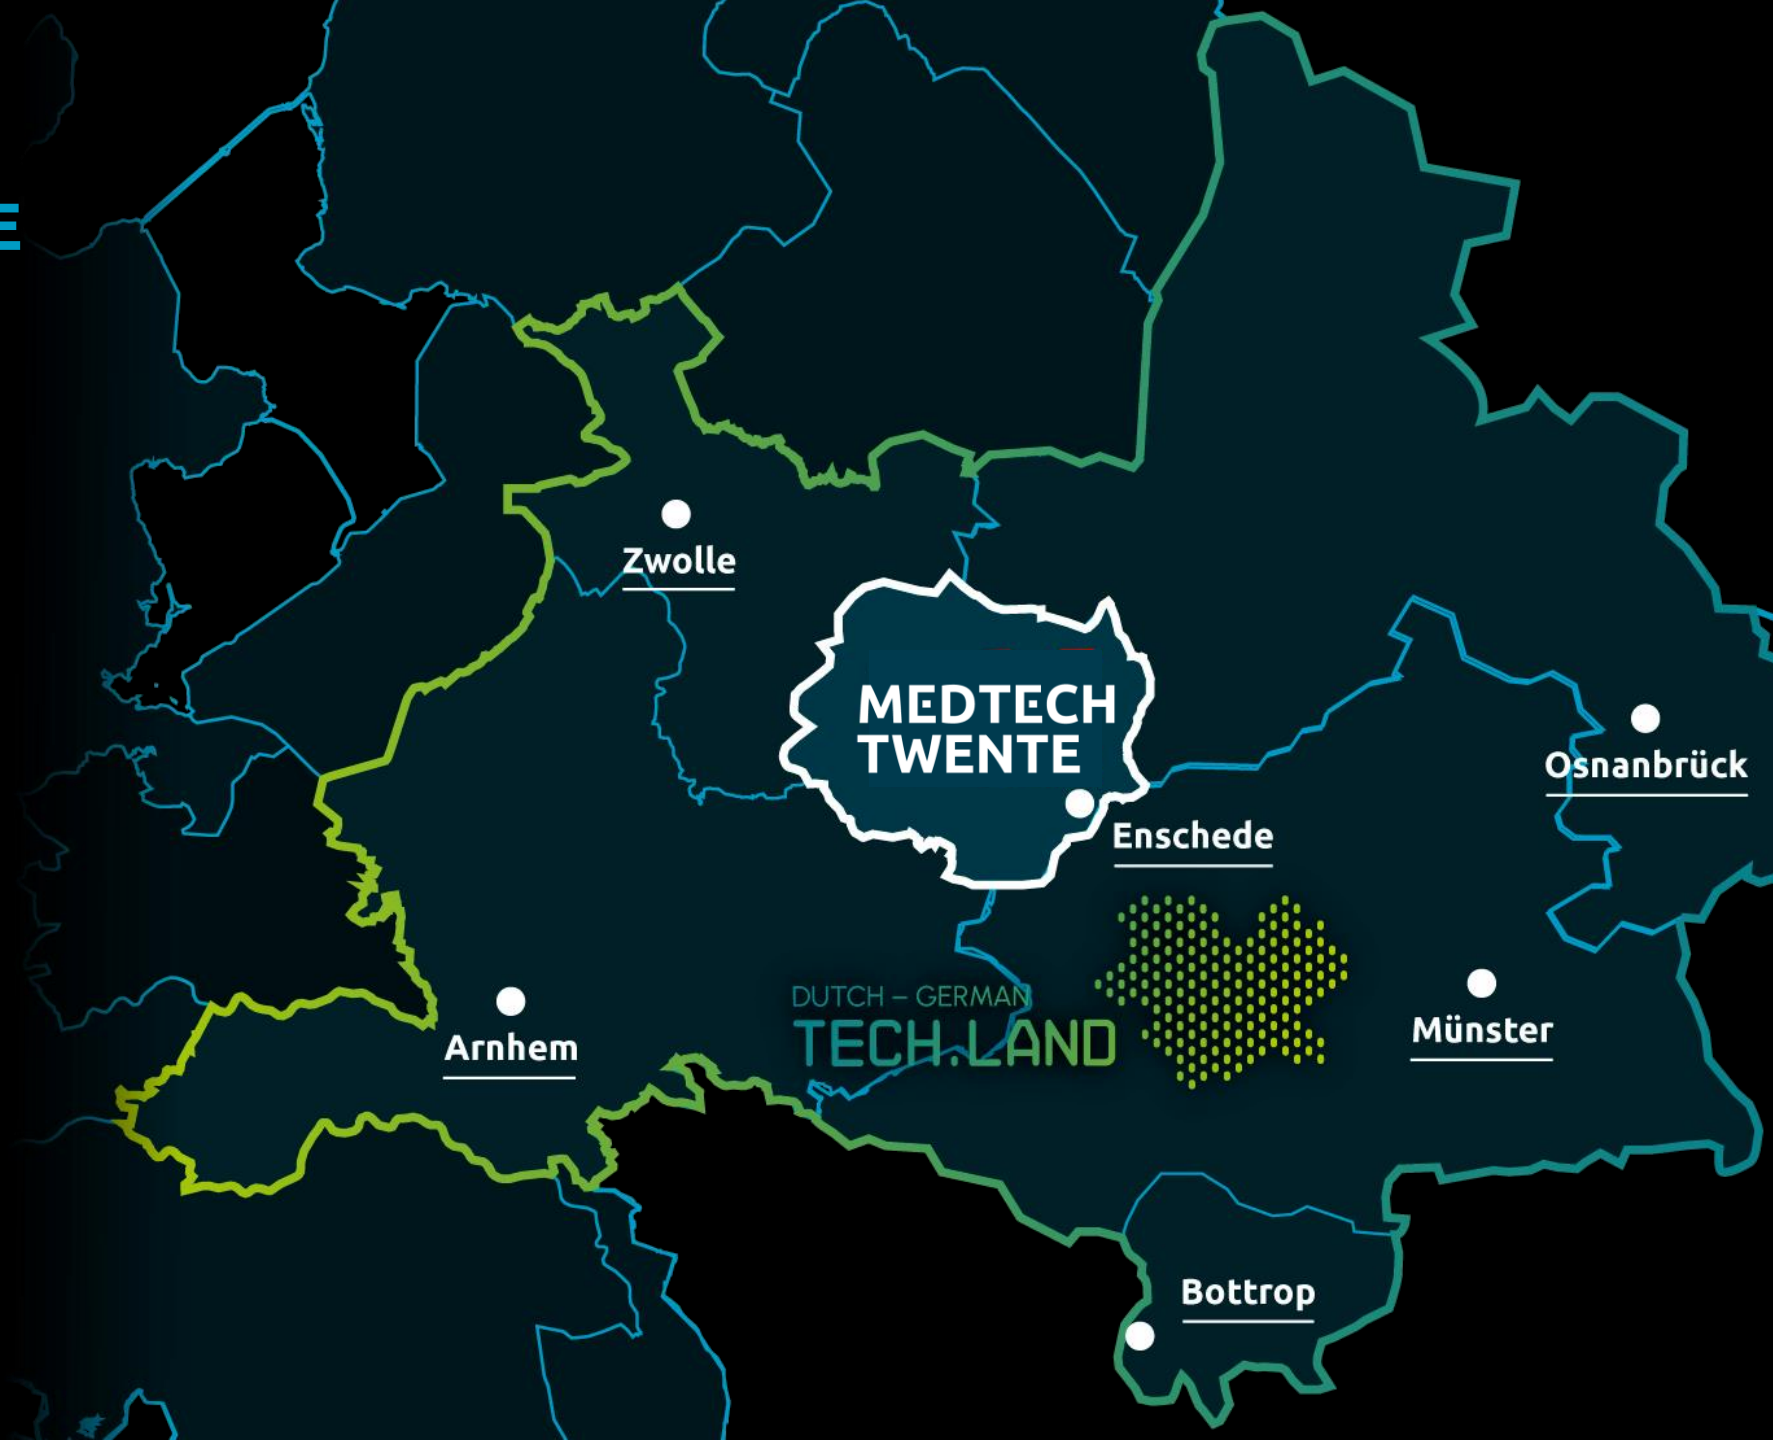 E
Zwolle
MEDTECH
TWENTE
Osnanbrück
Enschede
DUTCH – GERMAN
TECH.LAND
Arnhem
Münster
Bottrop